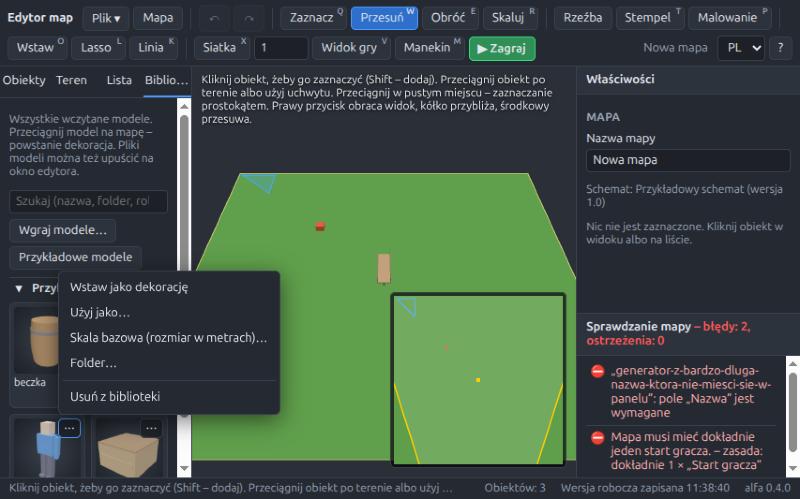 Edytor map
Plik ▾
Mapa
Zaznacz Q
Przesuń W
Obróć E
Skaluj R
Rzeźba
Stempel T
Malowanie P
Wstaw O
Lasso L
Linia K
Siatka X
1
Widok gry V
Manekin M
▶ Zagraj
Nowa mapa
PL
?
Obiekty
Teren
Lista
Biblio…
Wszystkie wczytane modele.
Przeciągnij model na mapę –
powstanie dekoracja. Pliki
modeli można też upuścić na
okno edytora.
Szukaj (nazwa, folder, rol
Wgraj modele…
Przykładowe modele
▼ Przy
Wstaw jako dekorację
Użyj jako…
Skala bazowa (rozmiar w metrach)…
Folder…
Usuń z biblioteki
beczka
…
…
Kliknij obiekt, żeby go zaznaczyć (Shift – dodaj). Przeciągnij obiekt po
terenie albo użyj uchwytu. Przeciągnij w pustym miejscu – zaznaczanie
prostokątem. Prawy przycisk obraca widok, kółko przybliża, środkowy
przesuwa.
Właściwości
MAPA
Nazwa mapy
Nowa mapa
Schemat: Przykładowy schemat (wersja
1.0)
Nic nie jest zaznaczone. Kliknij obiekt w
widoku albo na liście.
Sprawdzanie mapy – błędy: 2,
ostrzeżenia: 0
„generator-z-bardzo-dluga-
nazwa-ktora-nie-miesci-sie-w-
panelu”: pole „Nazwa” jest
wymagane
Mapa musi mieć dokładnie
jeden start gracza. – zasada:
dokładnie 1 × „Start gracza”
Kliknij obiekt, żeby go zaznaczyć (Shift – dodaj). Przeciągnij obiekt po terenie albo użyj …
Obiektów: 3
Wersja robocza zapisana 11:38:40
alfa 0.4.0